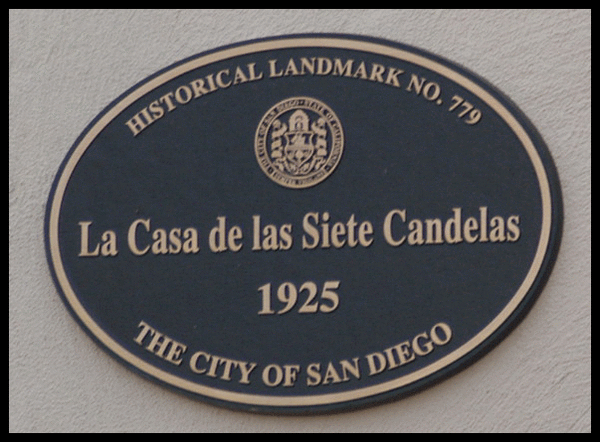 HISTORICAL LANDMARK NO. 779
La Casa de las Siete Candelas
1925
THE CITY OF SAN DIEGO